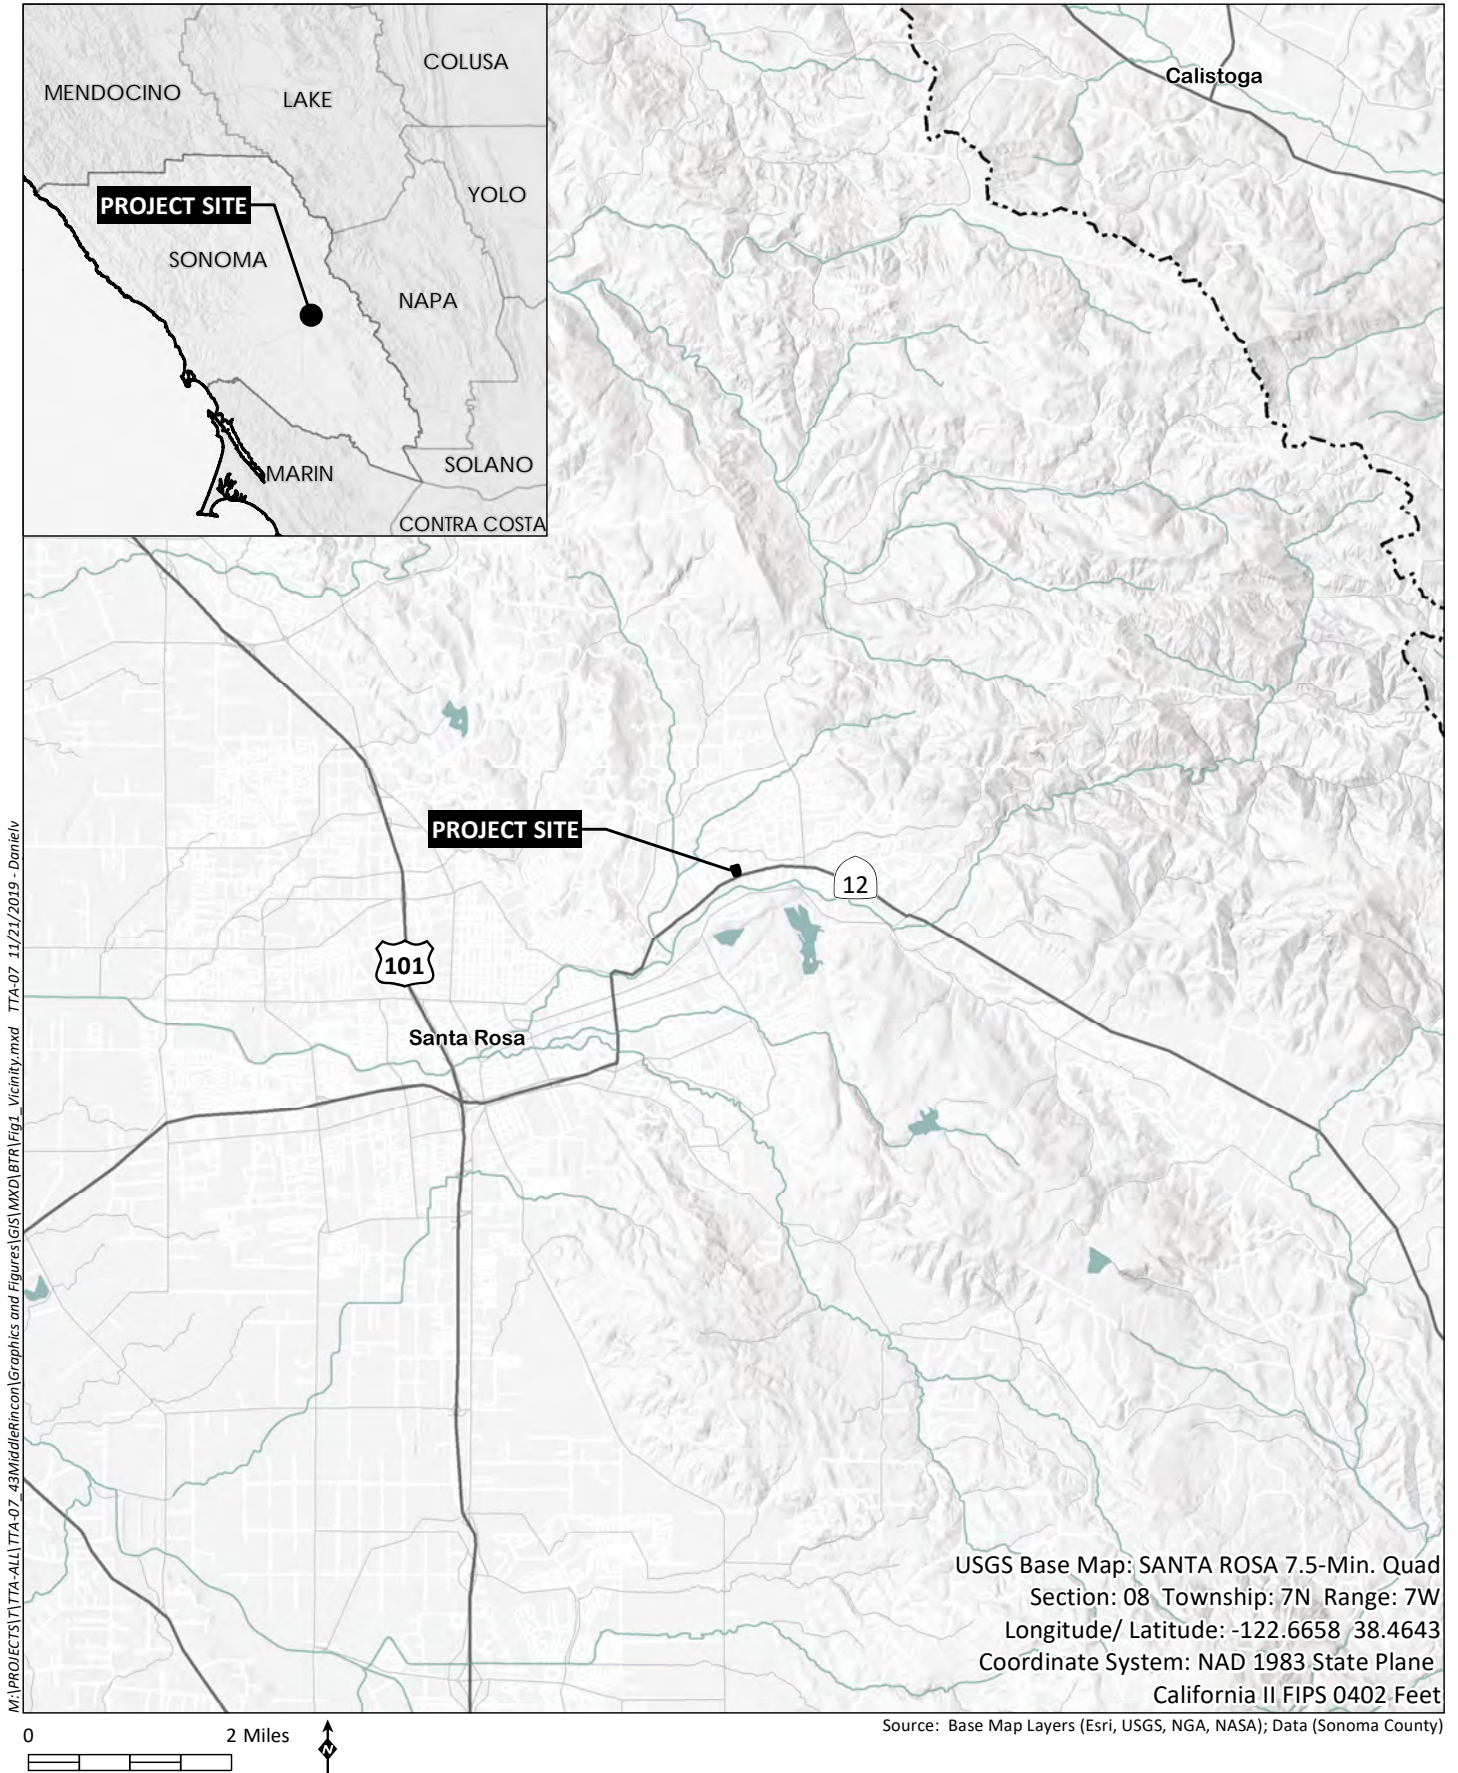 COLUSA
MENDOCINO
LAKE
Calistoga
YOLO
PROJECT SITE
SONOMA
NAPA
SOLANO
MARIN
CONTRA COSTA
PROJECT SITE
12
101
Santa Rosa
USGS Base Map: SANTA ROSA 7.5-Min. Quad
Section: 08 Township: 7N Range: 7W
Longitude/ Latitude: -122.6658 38.4643
Coordinate System: NAD 1983 State Plane
California II FIPS 0402 Feet
Source: Base Map Layers (Esri, USGS, NGA, NASA); Data (Sonoma County)
0 2 Miles
N
M:\PROJECTS\T\TTA-ALL\TTA-07_43MiddleRincon\Graphics and Figures\GIS\MXD\BTR\Fig1_Vicinity.mxd TTA-07 11/21/2019 - Danielv